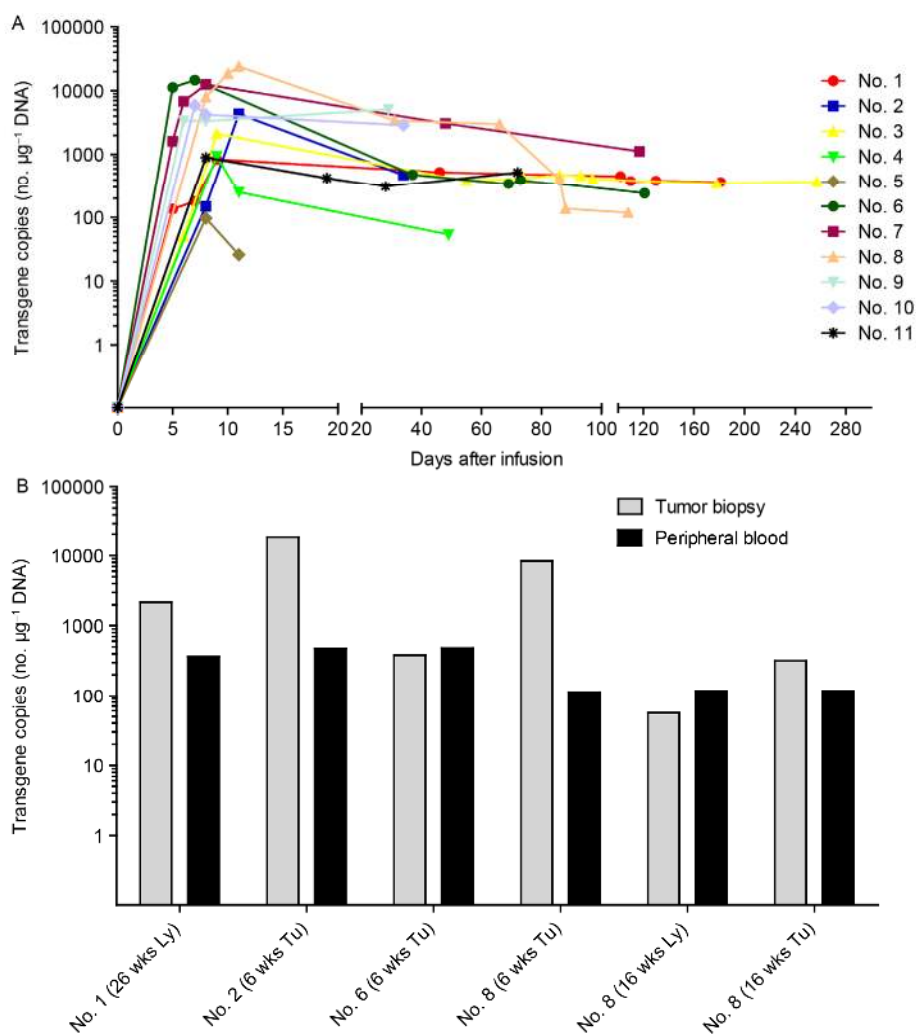 A
Transgene copies (no. µg⁻¹ DNA)
100000
10000
1000
100
10
1
0 5 10 15 20 20 40 60 80 100 120 160 200 240 280
Days after infusion
No. 1
No. 2
No. 3
No. 4
No. 5
No. 6
No. 7
No. 8
No. 9
No. 10
No. 11
B
Transgene copies (no. µg⁻¹ DNA)
100000
10000
1000
100
10
1
Tumor biopsy
Peripheral blood
No. 1 (26 wks Ly)
No. 2 (6 wks Tu)
No. 6 (6 wks Tu)
No. 8 (6 wks Tu)
No. 8 (16 wks Ly)
No. 8 (16 wks Tu)